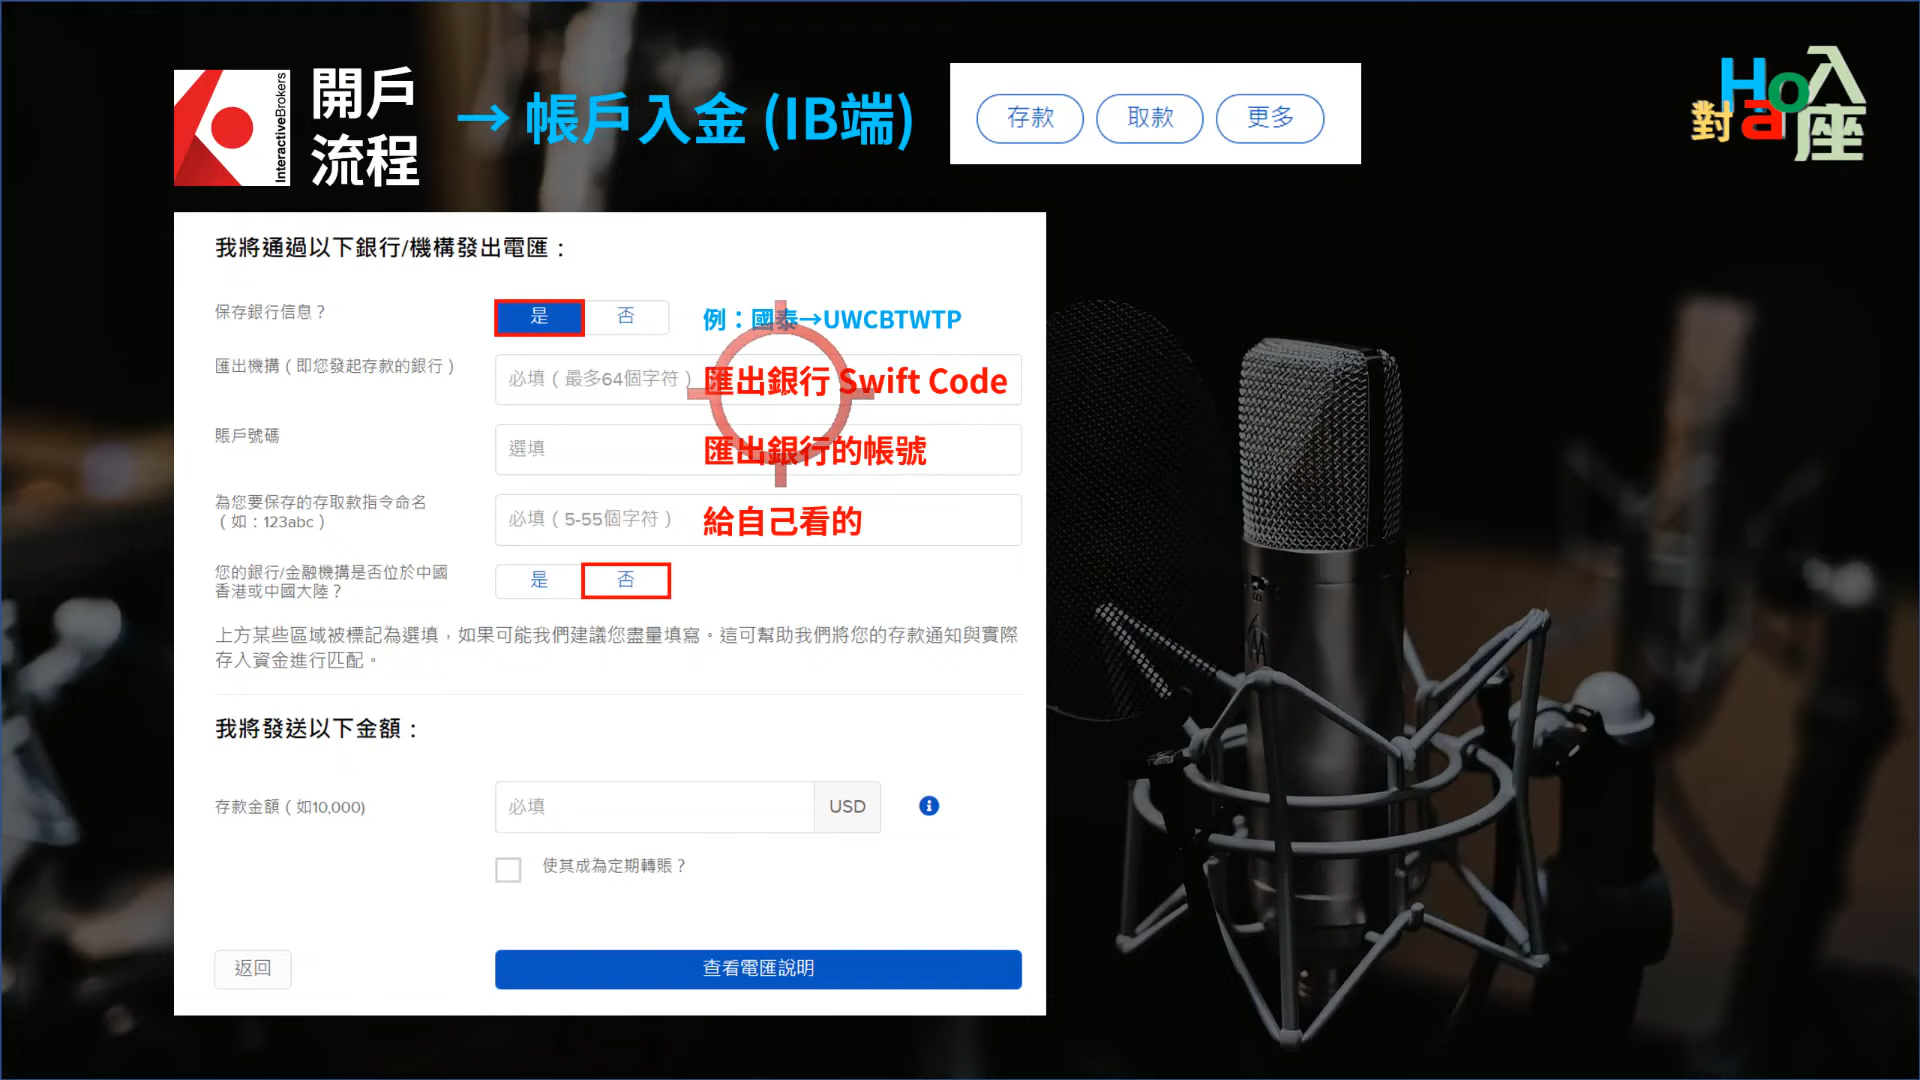 InteractiveBrokers
開戶
流程
→ 帳戶入金 (IB端)
存款 取款 更多
對 Hoa 入座
我將通過以下銀行/機構發出電匯：
保存銀行信息？ 是 否 例：國泰→UWCBTWTP
匯出機搆（即您發起存款的銀行） 必填（最多64個字符） 匯出銀行 Swift Code
賬戶號碼 選填 匯出銀行的帳號
為您要保存的存取款指令命名
（如：123abc） 必填（5-55個字符） 給自己看的
您的銀行/金融機搆是否位於中國
香港或中國大陸？ 是 否
上方某些區域被標記為選填，如果可能我們建議您盡量填寫。這可幫助我們將您的存款通知與實際
存入資金進行匹配。
我將發送以下金額：
存款金額（如10,000) 必填 USD
使其成為定期轉賬？
返回 查看電匯說明